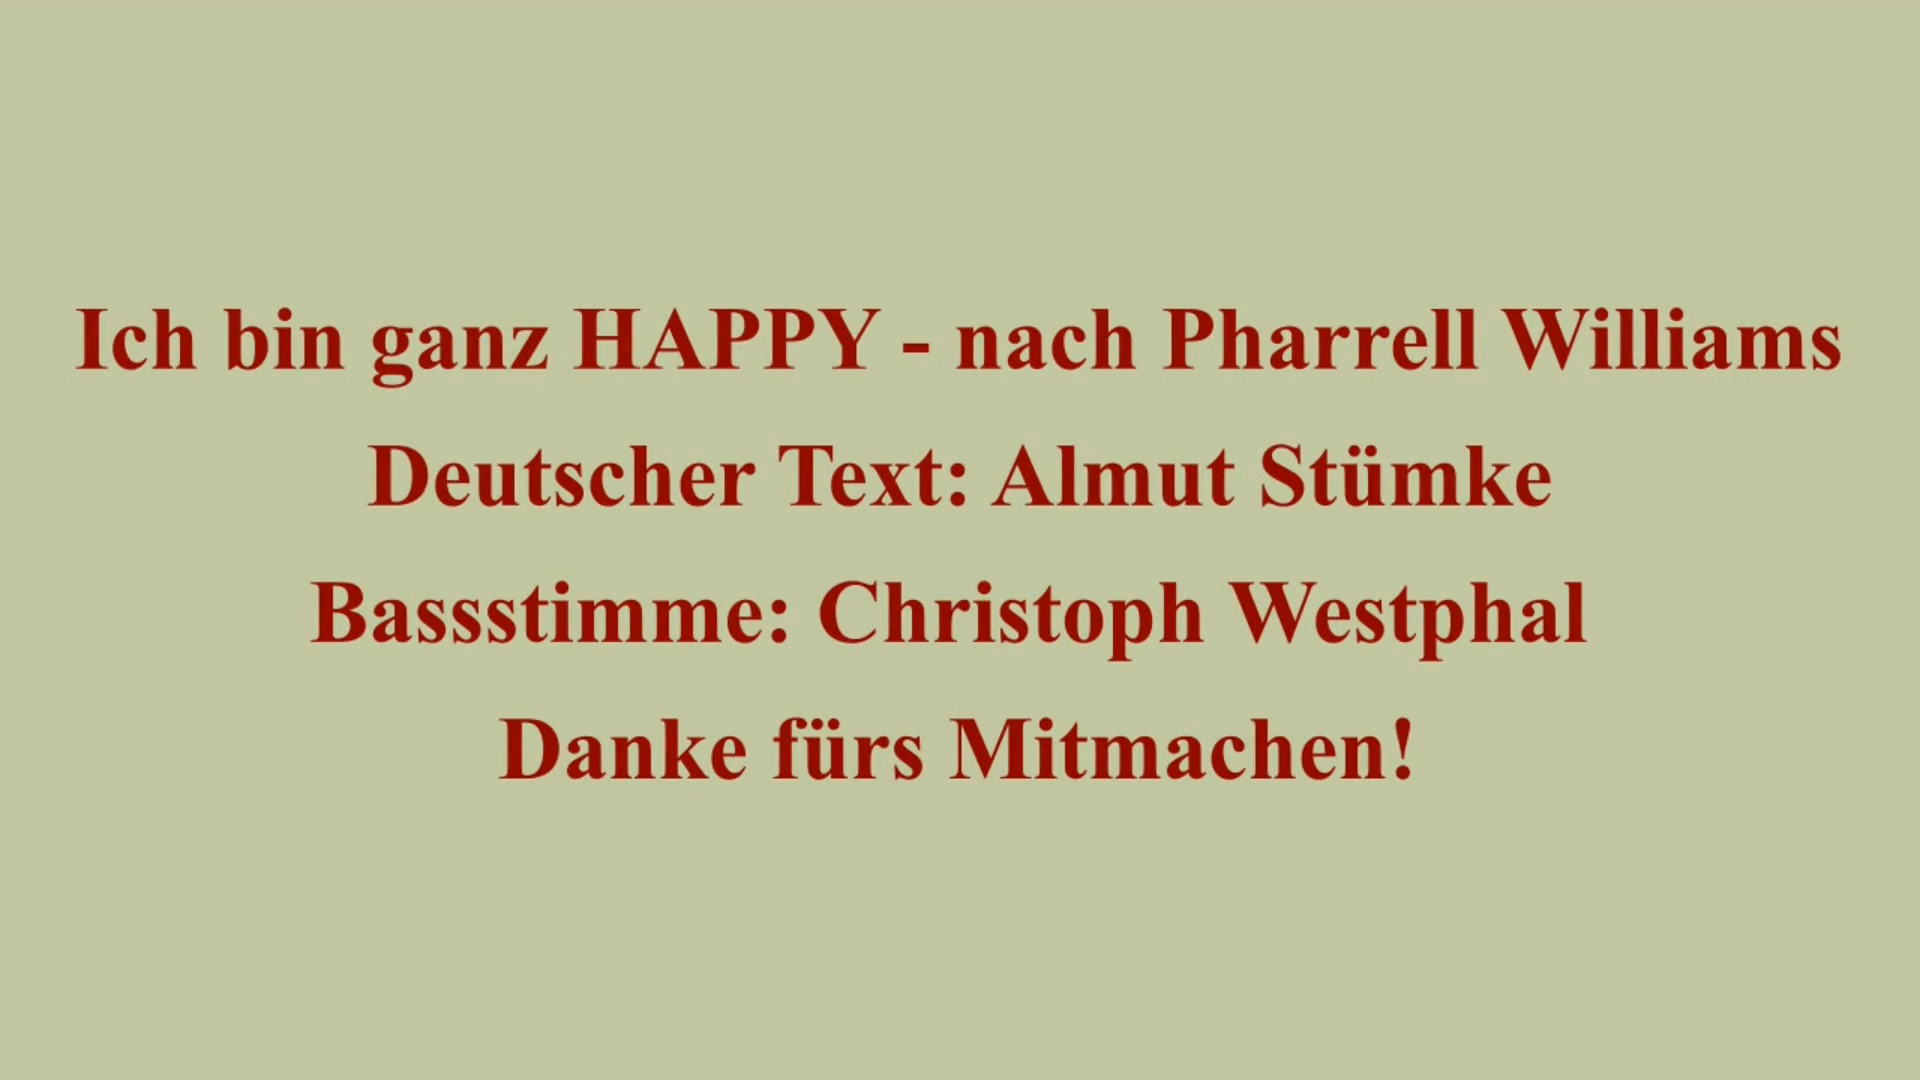 Ich bin ganz HAPPY - nach Pharrell Williams
Deutscher Text: Almut Stümke
Bassstimme: Christoph Westphal
Danke fürs Mitmachen!